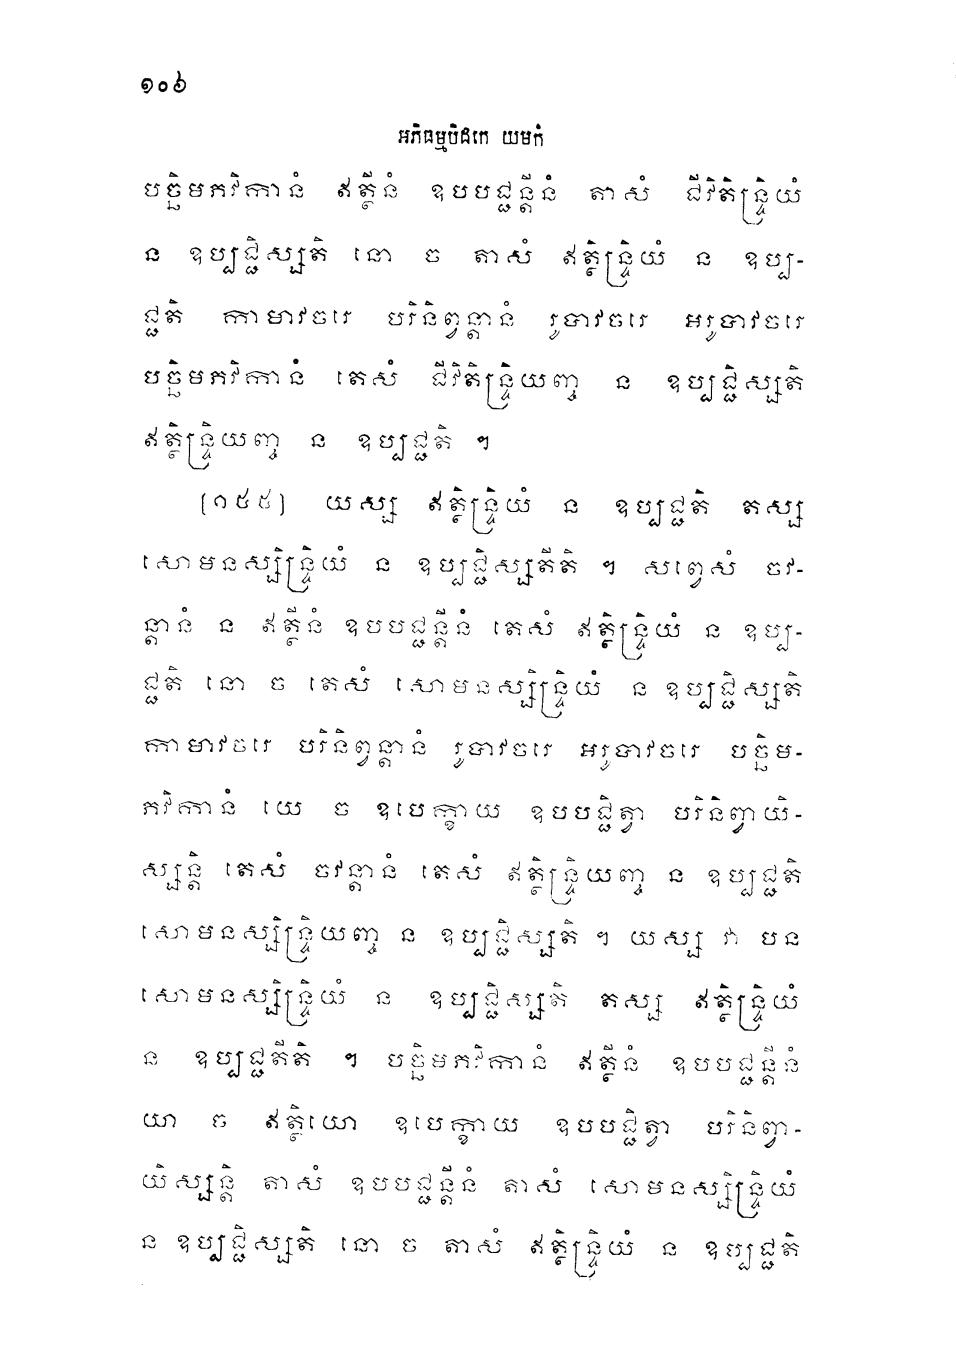 ១០៦
អភិធម្មបិដកេ យមកំ
បច្ឆិមភវិកានំ ឥត្ថីនំ ឧបបជ្ជន្តីនំ តាសំ ជីវិតិន្ទ្រិយំ
ន ឧប្បជ្ជិស្សតិ នោ ច តាសំ ឥត្ថិន្ទ្រិយំ ន ឧប្ប-
ជ្ជតិ កាមាវចរេ បរិនិព្វន្តានំ រូបាវចរេ អរូបាវចរេ
បច្ឆិមភវិកានំ តេសំ ជីវិតិន្ទ្រិយញ្ច ន ឧប្បជ្ជិស្សតិ
ឥត្ថិន្ទ្រិយញ្ច ន ឧប្បជ្ជតិ ។
[១៥៥] យស្ស ឥត្ថិន្ទ្រិយំ ន ឧប្បជ្ជតិ តស្ស
សោមនស្សិន្ទ្រិយំ ន ឧប្បជ្ជិស្សតីតិ ។ សព្វេសំ ចវ-
ន្តានំ ន ឥត្ថីនំ ឧបបជ្ជន្តីនំ តេសំ ឥត្ថិន្ទ្រិយំ ន ឧប្ប-
ជ្ជតិ នោ ច តេសំ សោមនស្សិន្ទ្រិយំ ន ឧប្បជ្ជិស្សតិ
កាមាវចរេ បរិនិព្វន្តានំ រូបាវចរេ អរូបាវចរេ បច្ឆិម-
ភវិកានំ យេ ច ឧបេក្ខាយ ឧបបជ្ជិត្វា បរិនិព្វាយិ-
ស្សន្តិ តេសំ ចវន្តានំ តេសំ ឥត្ថិន្ទ្រិយញ្ច ន ឧប្បជ្ជតិ
សោមនស្សិន្ទ្រិយញ្ច ន ឧប្បជ្ជិស្សតិ ។ យស្ស វា បន
សោមនស្សិន្ទ្រិយំ ន ឧប្បជ្ជិស្សតិ តស្ស ឥត្ថិន្ទ្រិយំ
ន ឧប្បជ្ជតីតិ ។ បច្ឆិមភវិកានំ ឥត្ថីនំ ឧបបជ្ជន្តីនំ
យា ច ឥត្ថិយោ ឧបេក្ខាយ ឧបបជ្ជិត្វា បរិនិព្វា-
យិស្សន្តិ តាសំ ឧបបជ្ជន្តីនំ តាសំ សោមនស្សិន្ទ្រិយំ
ន ឧប្បជ្ជិស្សតិ នោ ច តាសំ ឥត្ថិន្ទ្រិយំ ន ឧប្បជ្ជតិ